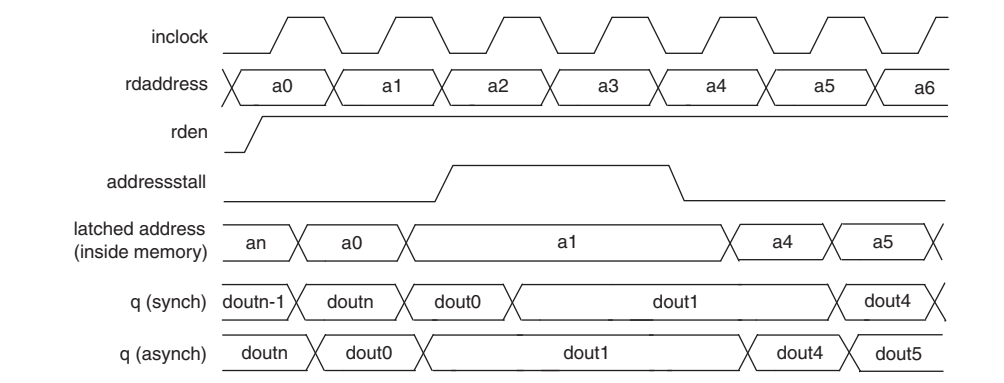 inclock
rdaddress a0 a1 a2 a3 a4 a5 a6
rden
addressstall
latched address
(inside memory) an a0 a1 a4 a5
q (synch) doutn-1 doutn dout0 dout1 dout4
q (asynch) doutn dout0 dout1 dout4 dout5